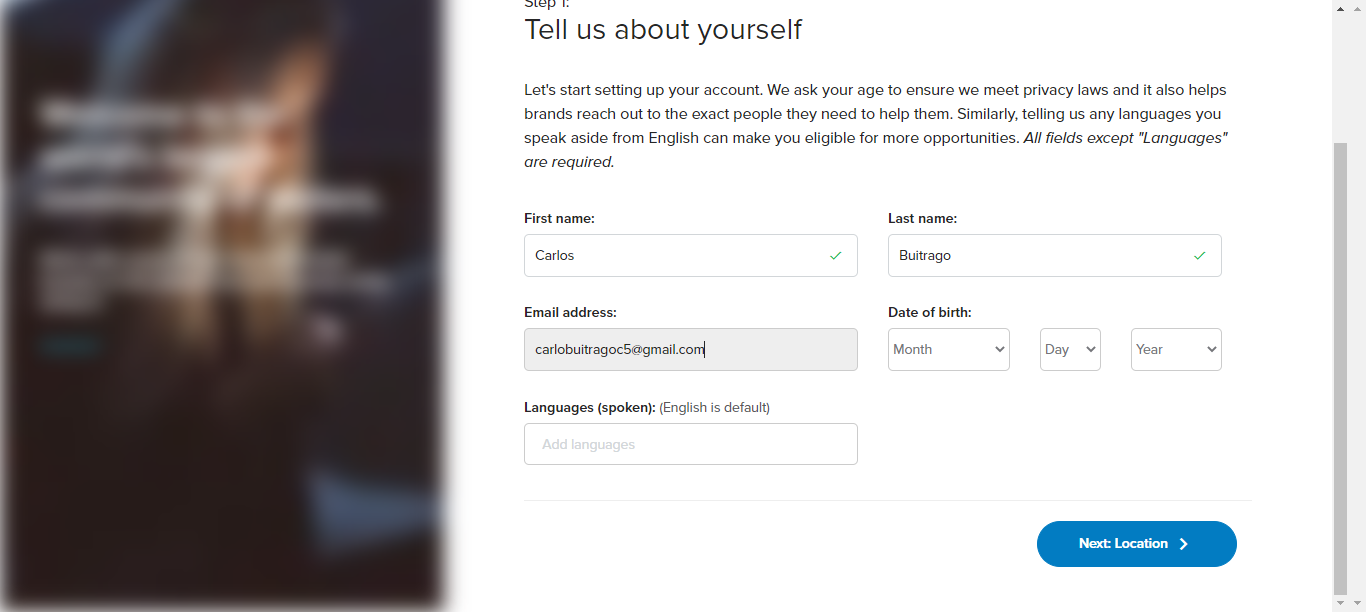 Step 1:
Tell us about yourself
Let's start setting up your account. We ask your age to ensure we meet privacy laws and it also helps
brands reach out to the exact people they need to help them. Similarly, telling us any languages you
speak aside from English can make you eligible for more opportunities. All fields except "Languages"
are required.
First name:
Last name:
Carlos
Buitrago
Email address:
Date of birth:
carlobuitragoc5@gmail.com
Month
Day
Year
Languages (spoken): (English is default)
Add languages
Next: Location